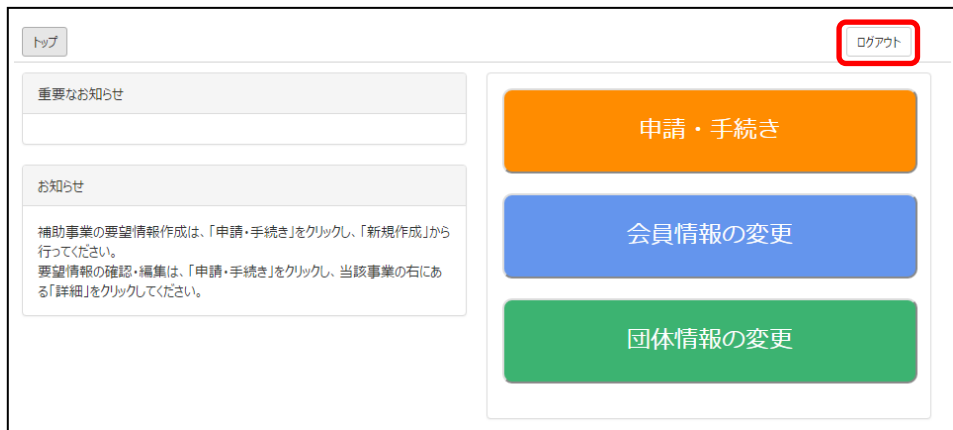 トップ
ログアウト
重要なお知らせ
お知らせ
補助事業の要望情報作成は、「申請・手続き」をクリックし、「新規作成」から
行ってください。
要望情報の確認・編集は、「申請・手続き」をクリックし、当該事業の右にあ
る「詳細」をクリックしてください。
申請・手続き
会員情報の変更
団体情報の変更